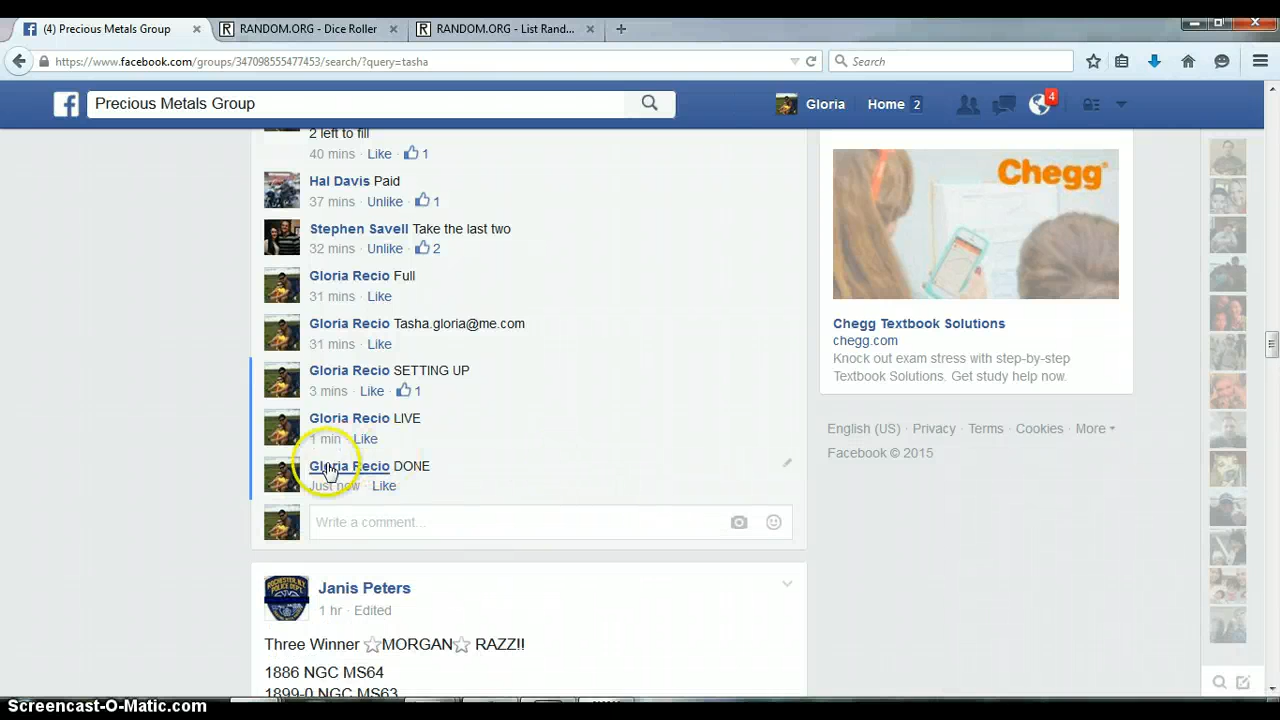 (4) Precious Metals Group
RANDOM.ORG - Dice Roller
RANDOM.ORG - List Rand...
https://www.facebook.com/groups/347098555477453/search/?query=tasha
Search
Precious Metals Group
Gloria
Home 2
4
2 left to fill
40 mins · Like · 1
Hal Davis Paid
37 mins · Unlike · 1
Stephen Savell Take the last two
32 mins · Unlike · 2
Gloria Recio Full
31 mins · Like
Gloria Recio Tasha.gloria@me.com
31 mins · Like
Gloria Recio SETTING UP
3 mins · Like · 1
Gloria Recio LIVE
1 min · Like
Gloria Recio DONE
Just now · Like
Write a comment...
Janis Peters
1 hr · Edited
Three Winner ☆MORGAN☆ RAZZ!!
1886 NGC MS64
1899-0 NGC MS63
Chegg
Chegg Textbook Solutions
chegg.com
Knock out exam stress with step-by-step
Textbook Solutions. Get study help now.
English (US) · Privacy · Terms · Cookies · More
Facebook © 2015
Screencast-O-Matic.com